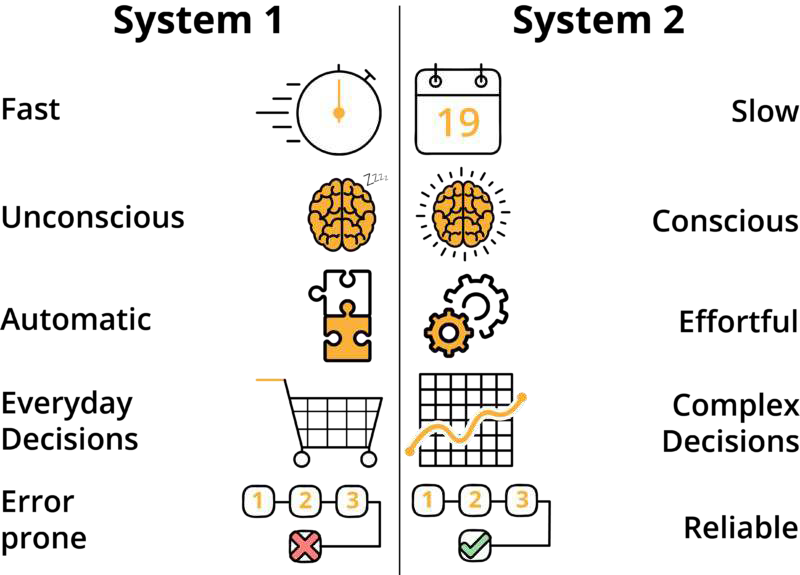 System 1
System 2
Fast
19
Slow
Unconscious
Zzzz
Conscious
Automatic
Effortful
Everyday
Decisions
Complex
Decisions
Error
prone
1 2 3
1 2 3
Reliable